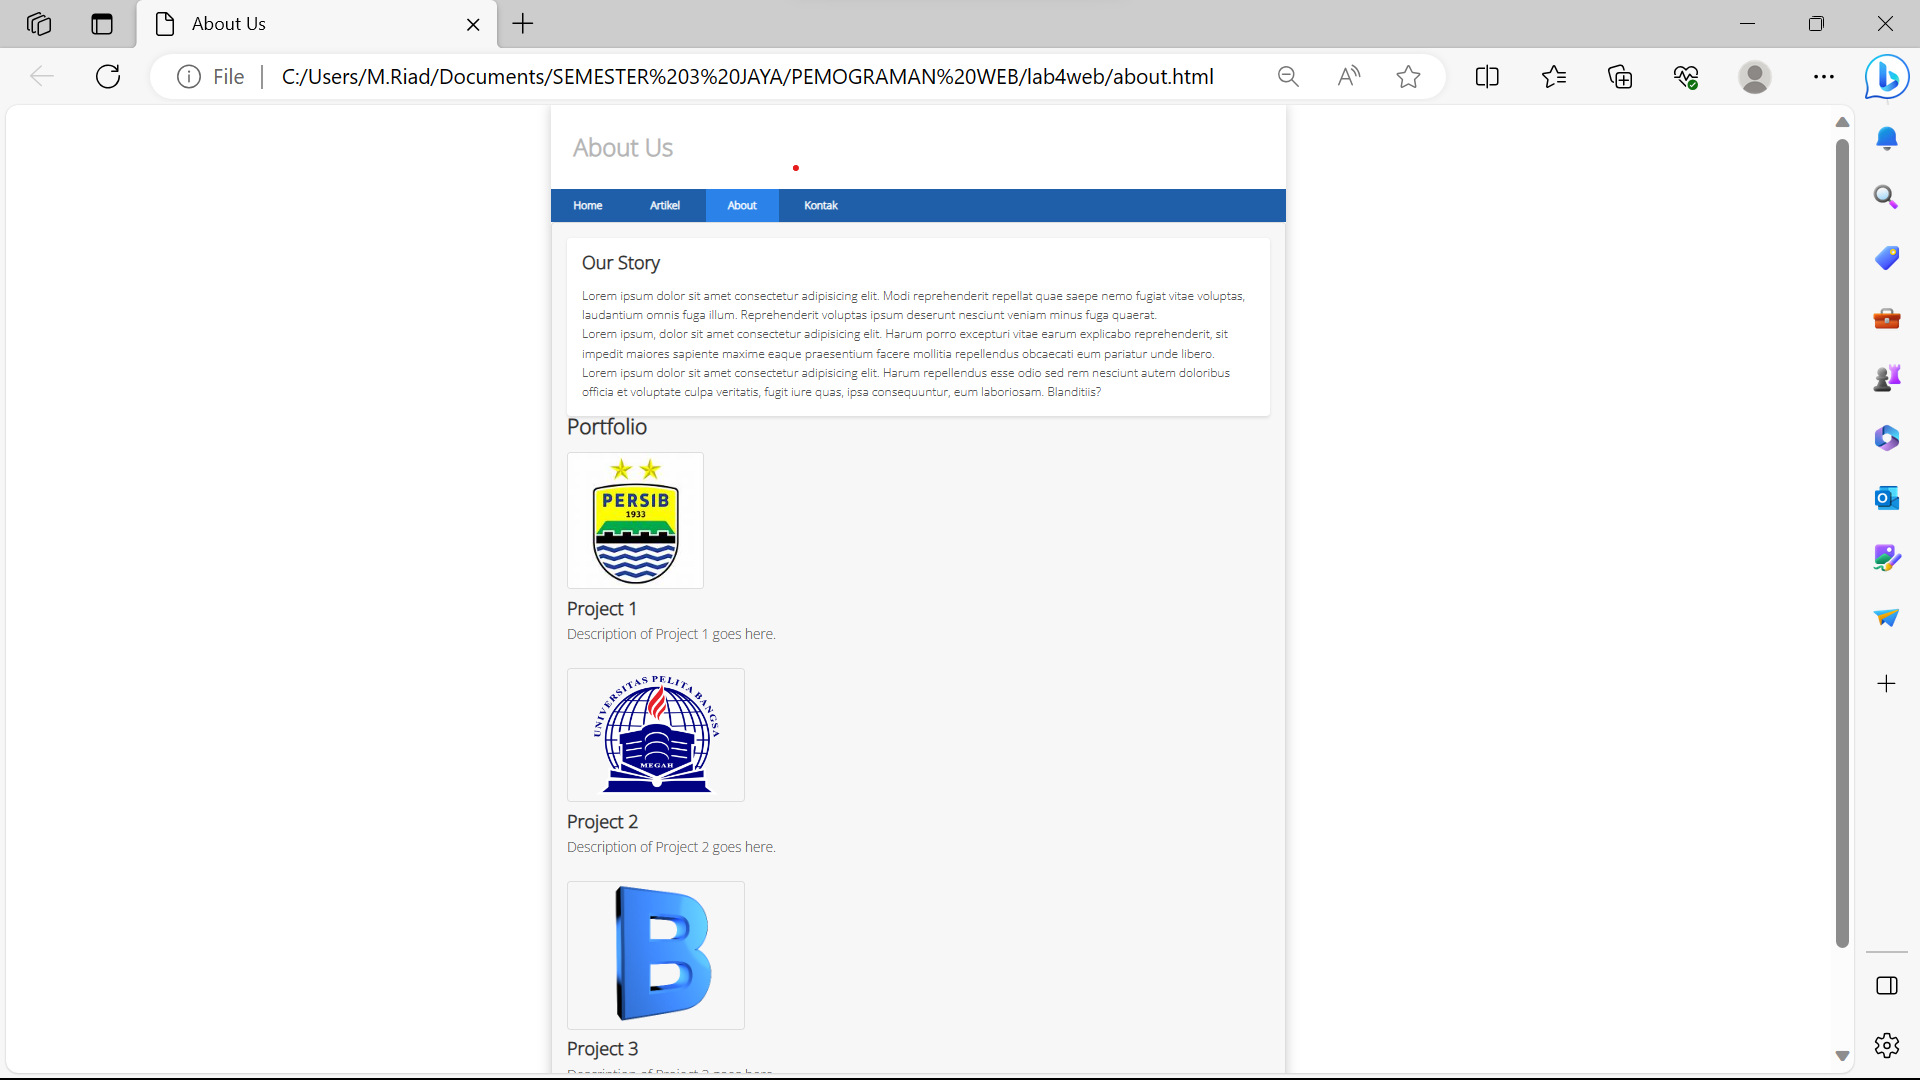 About Us
File
C:/Users/M.Riad/Documents/SEMESTER%203%20JAYA/PEMOGRAMAN%20WEB/lab4web/about.html
About Us
Home Artikel About Kontak
Our Story
Lorem ipsum dolor sit amet consectetur adipisicing elit. Modi reprehenderit repellat quae saepe nemo fugiat vitae voluptas,
laudantium omnis fuga illum. Reprehenderit voluptas ipsum deserunt nesciunt veniam minus fuga quaerat.
Lorem ipsum, dolor sit amet consectetur adipisicing elit. Harum porro excepturi vitae earum explicabo reprehenderit, sit
impedit maiores sapiente maxime eaque praesentium facere mollitia repellendus obcaecati eum pariatur unde libero.
Lorem ipsum dolor sit amet consectetur adipisicing elit. Harum repellendus esse odio sed rem nesciunt autem doloribus
officia et voluptate culpa veritatis, fugit iure quas, ipsa consequuntur, eum laboriosam. Blanditiis?
Portfolio
PERSIB
1933
Project 1
Description of Project 1 goes here.
UNIVERSITAS PELITA BANGSA
MEGAH
Project 2
Description of Project 2 goes here.
B
Project 3